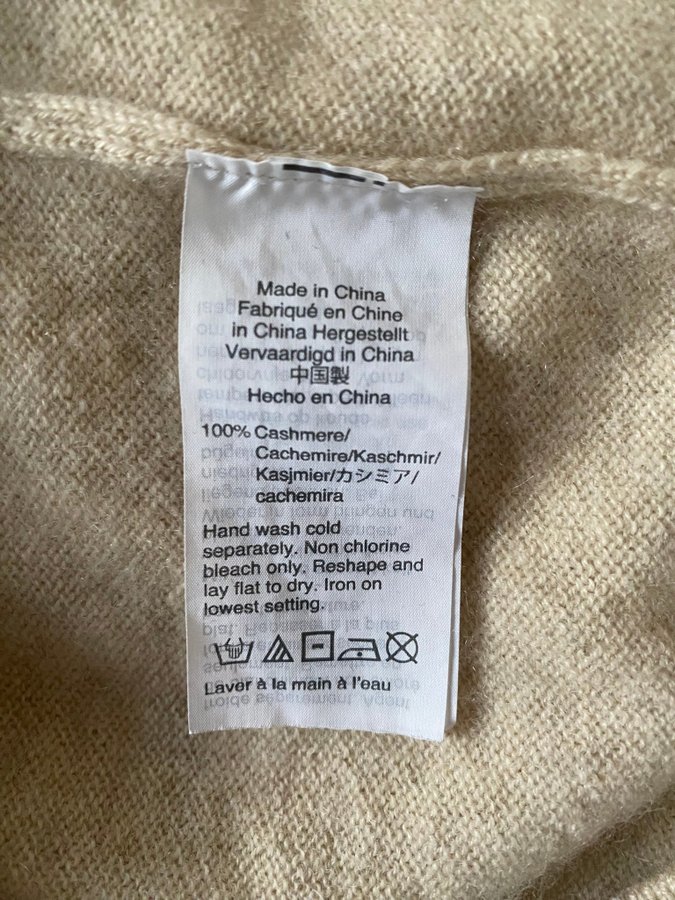 Made in China
Fabriqué en Chine
in China Hergestellt
Vervaardigd in China
中国製
Hecho en China
100% Cashmere/
Cachemire/Kaschmir/
Kasjmier/カシミア/
cachemira
Hand wash cold
separately. Non chlorine
bleach only. Reshape and
lay flat to dry. Iron on
lowest setting.
Laver à la main à l'eau